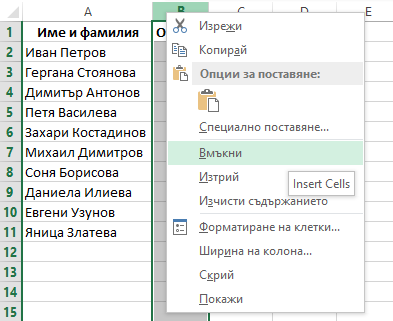 A B C D E
1 Име и фамилия О
2 Иван Петров
3 Гергана Стоянова
4 Димитър Антонов
5 Петя Василева
6 Захари Костадинов
7 Михаил Димитров
8 Соня Борисова
9 Даниела Илиева
10 Евгени Узунов
11 Яница Златева
12
13
14
15
Изрежи
Копирай
Опции за поставяне:
Специално поставяне...
Вмъкни
Изтрий
Insert Cells
Изчисти съдържанието
Форматиране на клетки...
Ширина на колона...
Скрий
Покажи